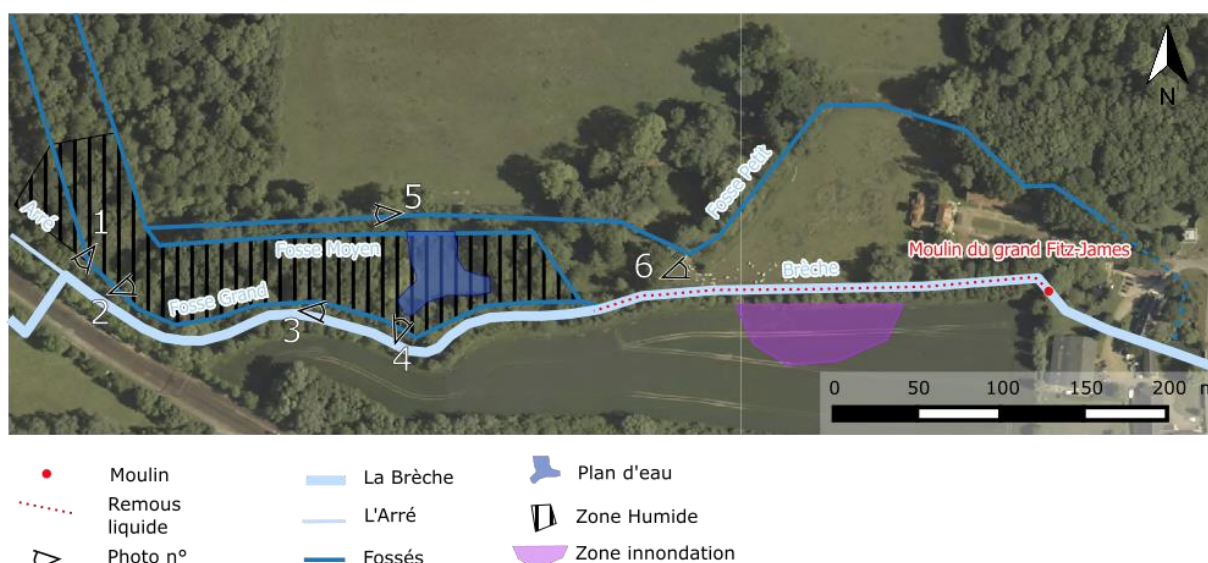 N
5
Fosse Petit
1
Arré
Fosse Moyen
Moulin du grand Fitz-James
6
Brèche
2
Fosse Grand
3
4
0 50 100 150 200 m
Moulin
La Brèche
Plan d'eau
Remous
liquide
L'Arré
Zone Humide
Photo n°
Fossés
Zone innondation